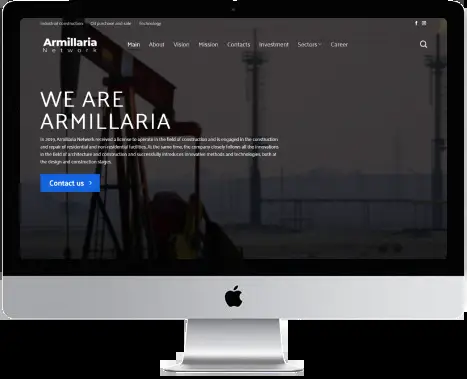 Industrial Construction Oil purchase and sale Technology
Armillaria
Network
Main About Vision Mission Contacts Investment Sectors Career
WE ARE
ARMILLARIA
In 2019, Armillaria Network received a license to operate in the field of construction and is engaged in the construction
and repair of residential and non-residential facilities. At the same time, the company closely follows all the innovations
in the field of architecture and construction and successfully introduces innovative methods and technologies, both at
the design and construction stages.
Contact us